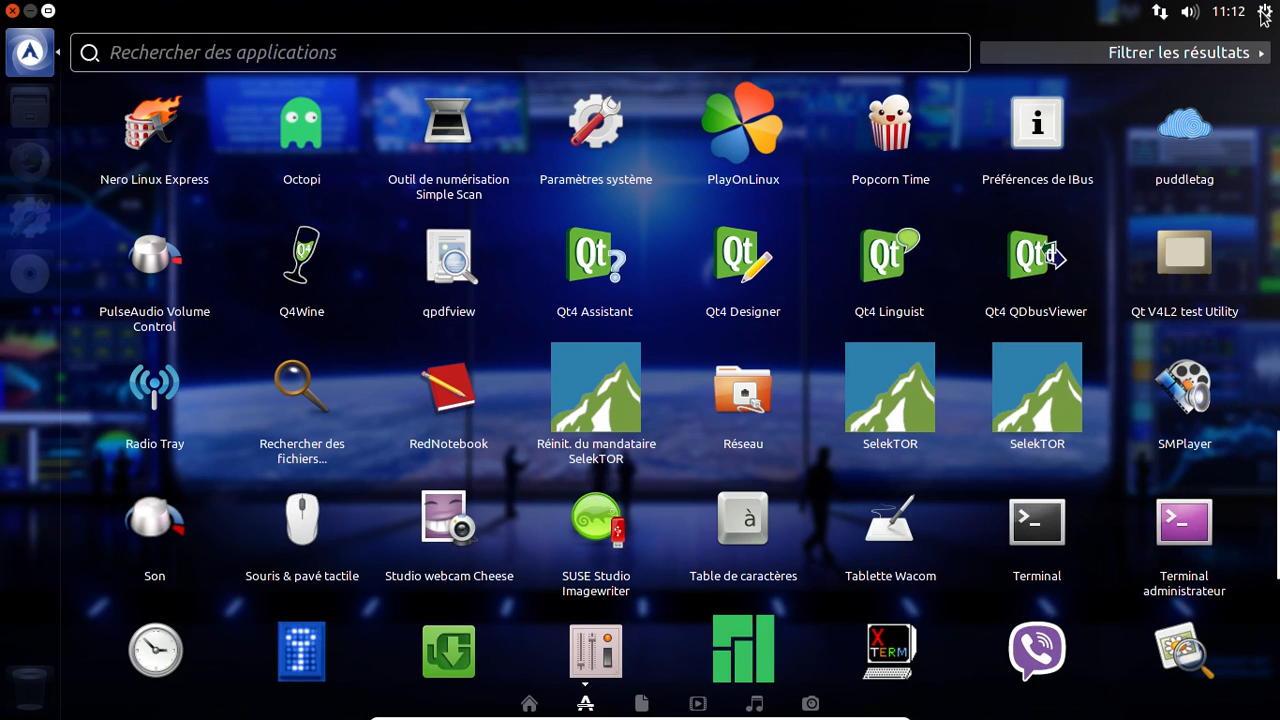 11:12
Rechercher des applications
Filtrer les résultats
Nero Linux Express
Octopi
Outil de numérisation
Simple Scan
Paramètres système
PlayOnLinux
Popcorn Time
Préférences de IBus
puddletag
PulseAudio Volume
Control
Q4Wine
qpdfview
Qt4 Assistant
Qt4 Designer
Qt4 Linguist
Qt4 QDbusViewer
Qt V4L2 test Utility
Radio Tray
Rechercher des
fichiers...
RedNotebook
Réinit. du mandataire
SelekTOR
Réseau
SelekTOR
SelekTOR
SMPlayer
Son
Souris & pavé tactile
Studio webcam Cheese
SUSE Studio
Imagewriter
Table de caractères
Tablette Wacom
Terminal
Terminal
administrateur
X
TERM